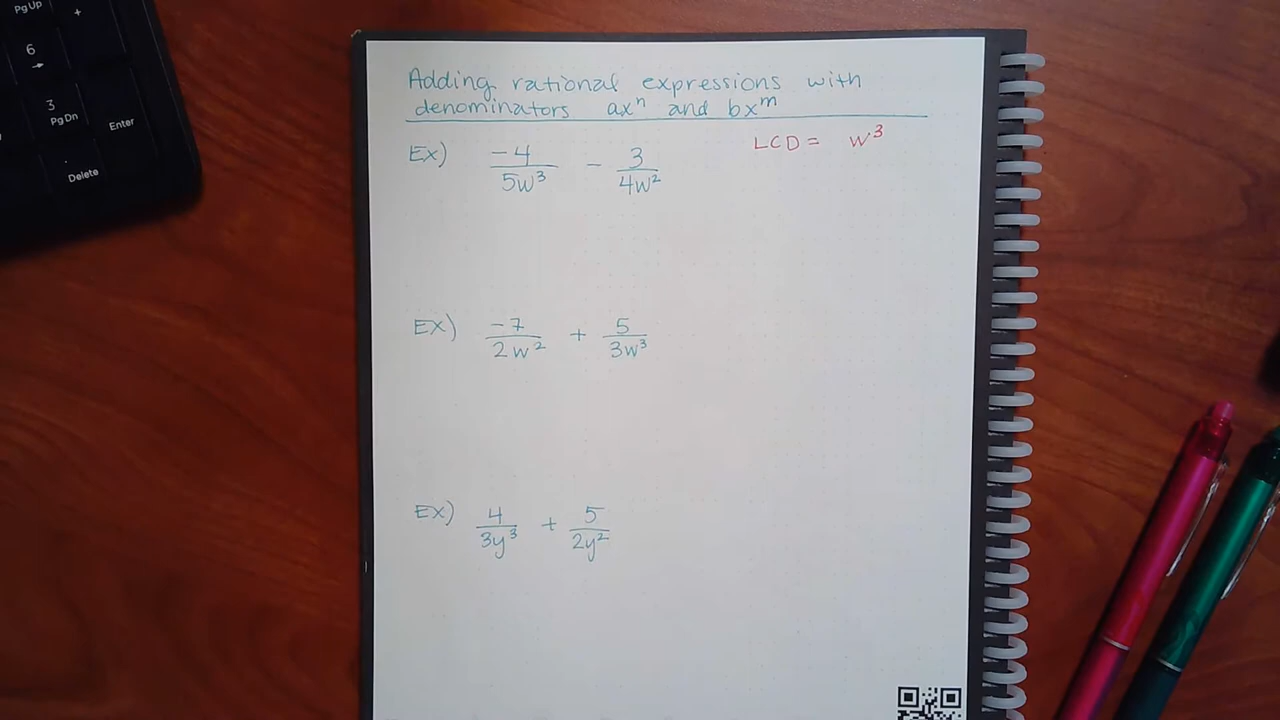 PgUp
+
6
→
3
PgDn
Enter
.
Delete
Adding rational expressions with
denominators axⁿ and bxᵐ
LCD = w³
Ex) -4/5w³ - 3/4w²
Ex) -7/2w² + 5/3w³
Ex) 4/3y³ + 5/2y²